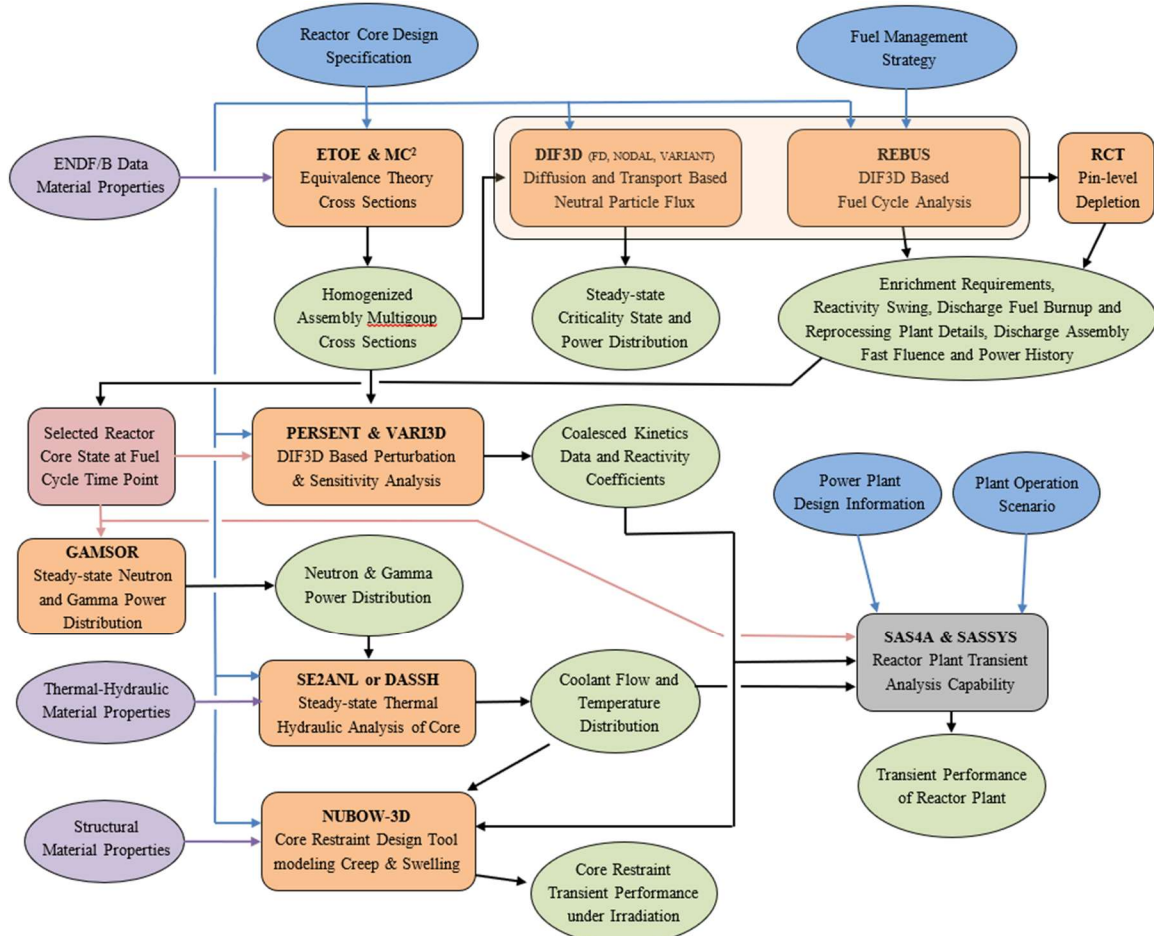 Reactor Core Design
Specification
Fuel Management
Strategy
ENDF/B Data
Material Properties
ETOE & MC²
Equivalence Theory
Cross Sections
DIF3D (FD, NODAL, VARIANT)
Diffusion and Transport Based
Neutral Particle Flux
REBUS
DIF3D Based
Fuel Cycle Analysis
RCT
Pin-level
Depletion
Homogenized
Assembly Multigoup
Cross Sections
Steady-state
Criticality State and
Power Distribution
Enrichment Requirements,
Reactivity Swing, Discharge Fuel Burnup and
Reprocessing Plant Details, Discharge Assembly
Fast Fluence and Power History
Selected Reactor
Core State at Fuel
Cycle Time Point
PERSENT & VARI3D
DIF3D Based Perturbation
& Sensitivity Analysis
Coalesced Kinetics
Data and Reactivity
Coefficients
Power Plant
Design Information
Plant Operation
Scenario
GAMSOR
Steady-state Neutron
and Gamma Power
Distribution
Neutron & Gamma
Power Distribution
SAS4A & SASSYS
Reactor Plant Transient
Analysis Capability
Thermal-Hydraulic
Material Properties
SE2ANL or DASSH
Steady-state Thermal
Hydraulic Analysis of Core
Coolant Flow and
Temperature
Distribution
Transient Performance
of Reactor Plant
Structural
Material Properties
NUBOW-3D
Core Restraint Design Tool
modeling Creep & Swelling
Core Restraint
Transient Performance
under Irradiation